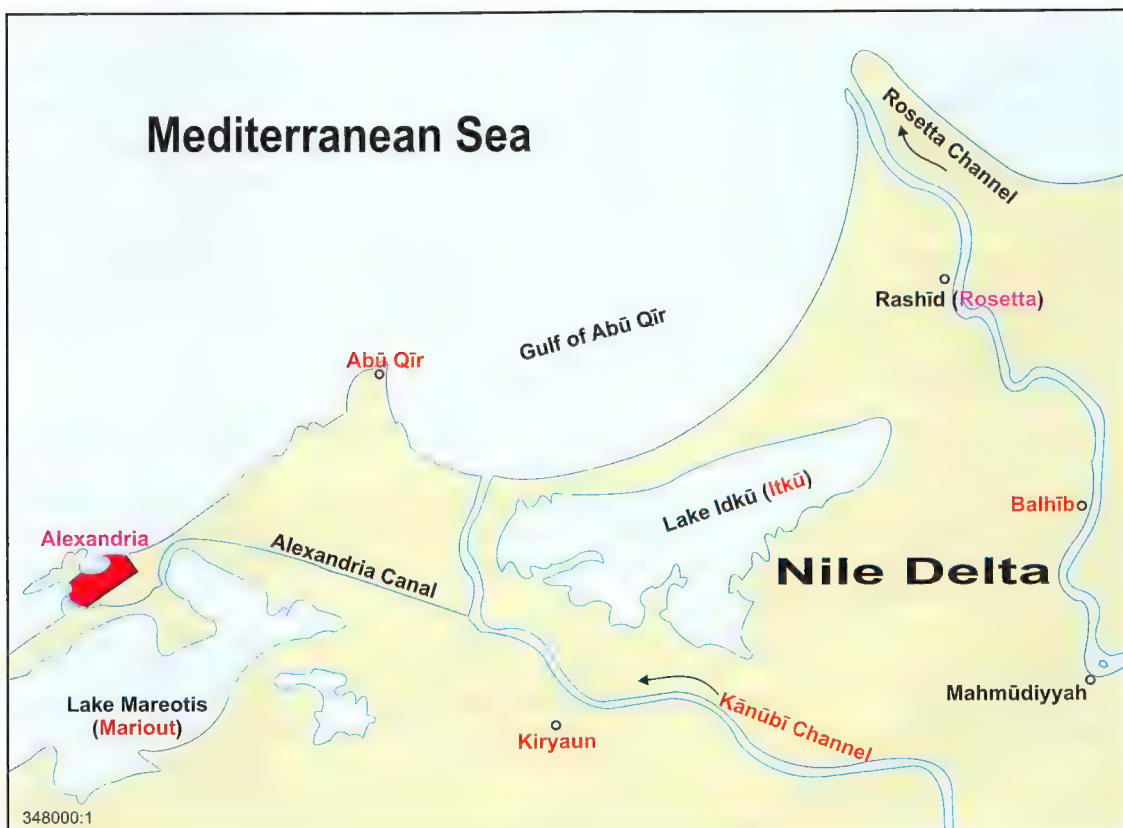 Mediterranean Sea
Rosetta Channel
Rashīd (Rosetta)
Gulf of Abū Qīr
Abū Qīr
Lake Idkū (Itkū)
Balhīb
Alexandria
Alexandria Canal
Nile Delta
Mahmūdiyyah
Lake Mareotis
(Mariout)
Kānūbī Channel
Kiryaun
348000:1